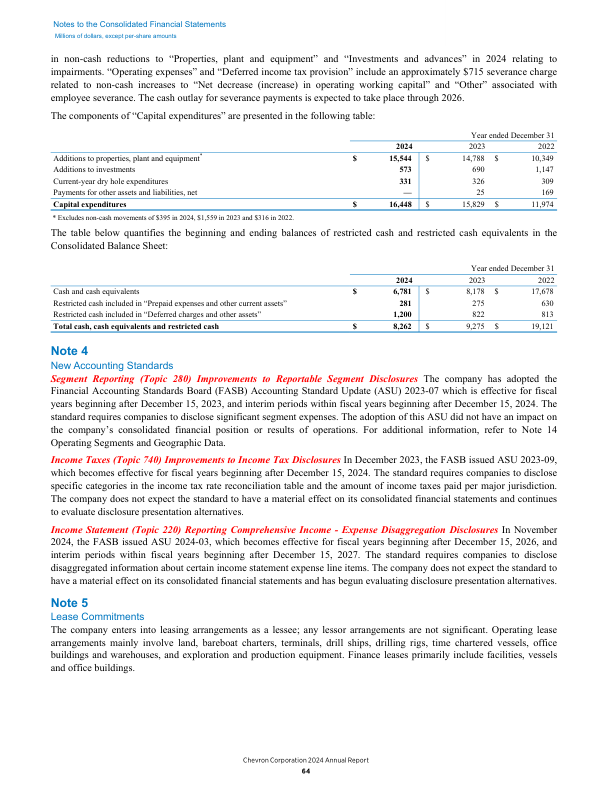 Notes to the Consolidated Financial Statements
Millions of dollars, except per-share amounts
in non-cash reductions to “Properties, plant and equipment” and “Investments and advances” in 2024 relating to
impairments. “Operating expenses” and “Deferred income tax provision” include an approximately $715 severance charge
related to non-cash increases to “Net decrease (increase) in operating working capital” and “Other” associated with
employee severance. The cash outlay for severance payments is expected to take place through 2026.
The components of “Capital expenditures” are presented in the following table:
Year ended December 31
2024 2023 2022
Additions to properties, plant and equipment* $ 15,544 $ 14,788 $ 10,349
Additions to investments 573 690 1,147
Current-year dry hole expenditures 331 326 309
Payments for other assets and liabilities, net — 25 169
Capital expenditures $ 16,448 $ 15,829 $ 11,974
* Excludes non-cash movements of $395 in 2024, $1,559 in 2023 and $316 in 2022.
The table below quantifies the beginning and ending balances of restricted cash and restricted cash equivalents in the
Consolidated Balance Sheet:
Year ended December 31
2024 2023 2022
Cash and cash equivalents $ 6,781 $ 8,178 $ 17,678
Restricted cash included in “Prepaid expenses and other current assets” 281 275 630
Restricted cash included in “Deferred charges and other assets” 1,200 822 813
Total cash, cash equivalents and restricted cash $ 8,262 $ 9,275 $ 19,121
Note 4
New Accounting Standards
Segment Reporting (Topic 280) Improvements to Reportable Segment Disclosures The company has adopted the
Financial Accounting Standards Board (FASB) Accounting Standard Update (ASU) 2023-07 which is effective for fiscal
years beginning after December 15, 2023, and interim periods within fiscal years beginning after December 15, 2024. The
standard requires companies to disclose significant segment expenses. The adoption of this ASU did not have an impact on
the company’s consolidated financial position or results of operations. For additional information, refer to Note 14
Operating Segments and Geographic Data.
Income Taxes (Topic 740) Improvements to Income Tax Disclosures In December 2023, the FASB issued ASU 2023-09,
which becomes effective for fiscal years beginning after December 15, 2024. The standard requires companies to disclose
specific categories in the income tax rate reconciliation table and the amount of income taxes paid per major jurisdiction.
The company does not expect the standard to have a material effect on its consolidated financial statements and continues
to evaluate disclosure presentation alternatives.
Income Statement (Topic 220) Reporting Comprehensive Income - Expense Disaggregation Disclosures In November
2024, the FASB issued ASU 2024-03, which becomes effective for fiscal years beginning after December 15, 2026, and
interim periods within fiscal years beginning after December 15, 2027. The standard requires companies to disclose
disaggregated information about certain income statement expense line items. The company does not expect the standard to
have a material effect on its consolidated financial statements and has begun evaluating disclosure presentation alternatives.
Note 5
Lease Commitments
The company enters into leasing arrangements as a lessee; any lessor arrangements are not significant. Operating lease
arrangements mainly involve land, bareboat charters, terminals, drill ships, drilling rigs, time chartered vessels, office
buildings and warehouses, and exploration and production equipment. Finance leases primarily include facilities, vessels
and office buildings.
Chevron Corporation 2024 Annual Report
64